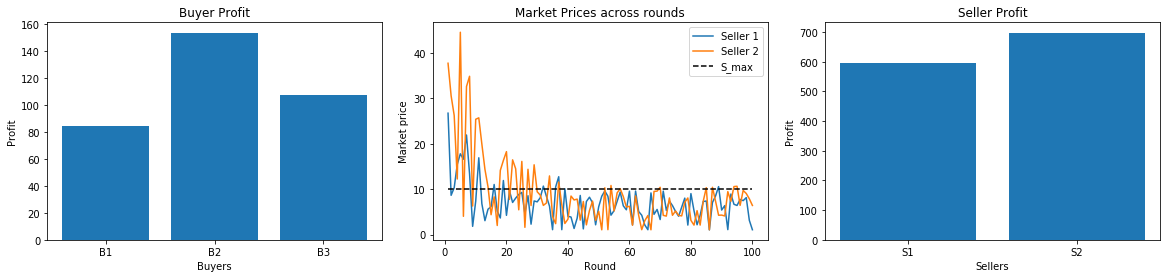 Buyer Profit
Profit
160
140
120
100
80
60
40
20
0
B1 B2 B3
Buyers
Market Prices across rounds
Market price
40
30
20
10
0
Seller 1
Seller 2
S_max
0 20 40 60 80 100
Round
Seller Profit
Profit
700
600
500
400
300
200
100
0
S1 S2
Sellers